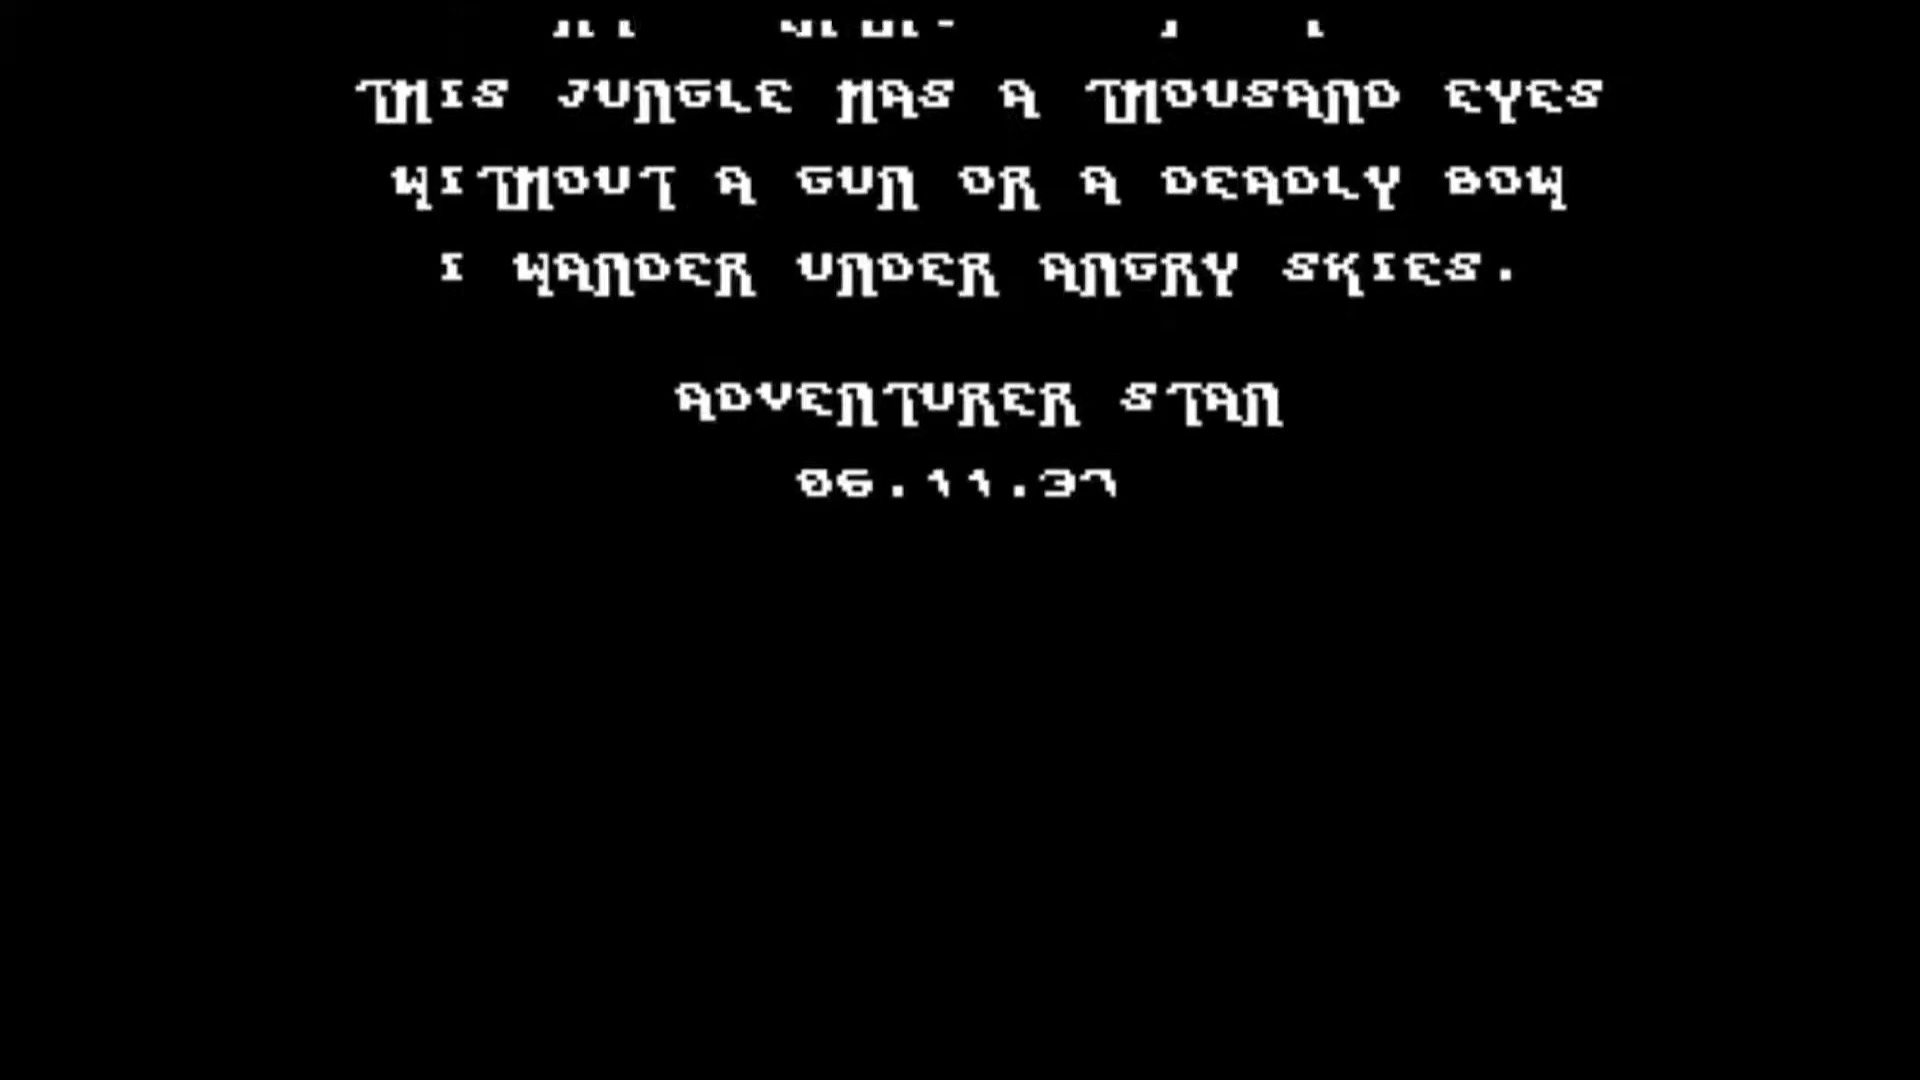 THIS JUNGLE HAS A THOUSAND EYES
WITHOUT A GUN OR A DEADLY BOW
I WANDER UNDER ANGRY SKIES.
ADVENTURER STAN
06.11.37